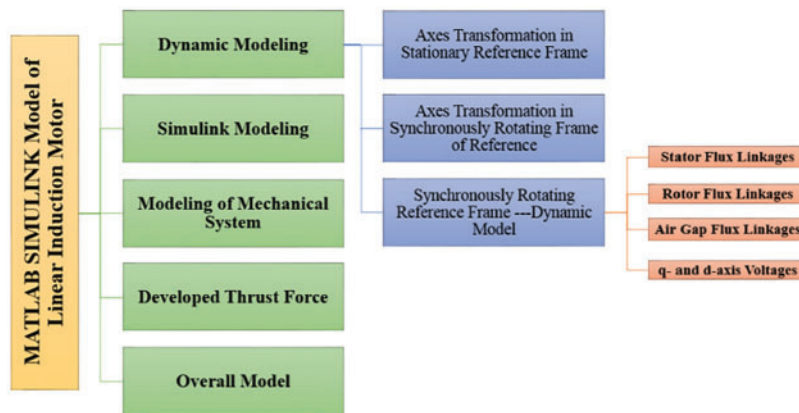 MATLAB SIMULINK Model of
Linear Induction Motor
Dynamic Modeling
Simulink Modeling
Modeling of Mechanical
System
Developed Thrust Force
Overall Model
Axes Transformation in
Stationary Reference Frame
Axes Transformation in
Synchronously Rotating Frame
of Reference
Synchronously Rotating
Reference Frame ---Dynamic
Model
Stator Flux Linkages
Rotor Flux Linkages
Air Gap Flux Linkages
q- and d-axis Voltages